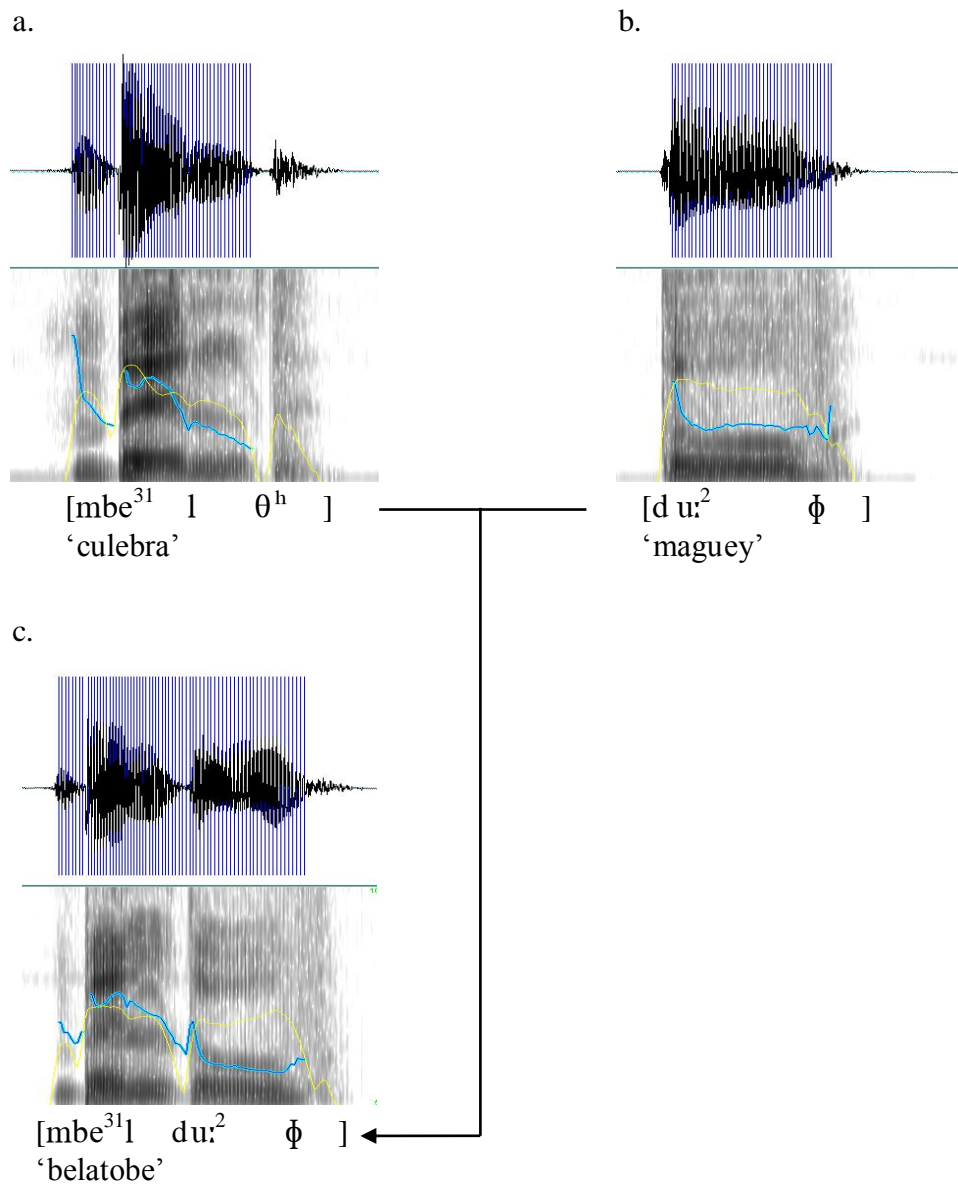 a.
b.
[mbe³¹ l θʰ ]
‘culebra’
[d uː² ɸ ]
‘maguey’
c.
[mbe³¹l duː² ɸ ]
‘belatobe’